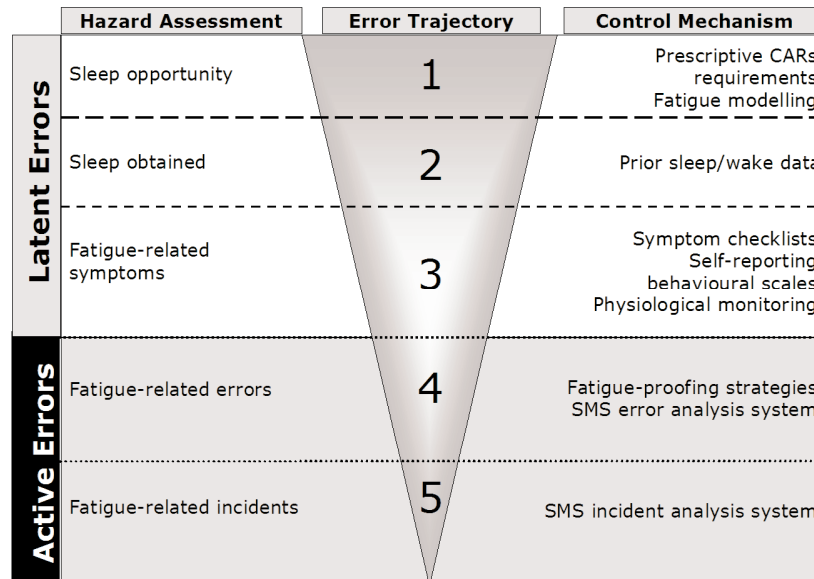 Hazard Assessment
Error Trajectory
Control Mechanism
Latent Errors
Sleep opportunity
1
Prescriptive CARs
requirements
Fatigue modelling
Sleep obtained
2
Prior sleep/wake data
Fatigue-related
symptoms
3
Symptom checklists
Self-reporting
behavioural scales
Physiological monitoring
Active Errors
Fatigue-related errors
4
Fatigue-proofing strategies
SMS error analysis system
Fatigue-related incidents
5
SMS incident analysis system